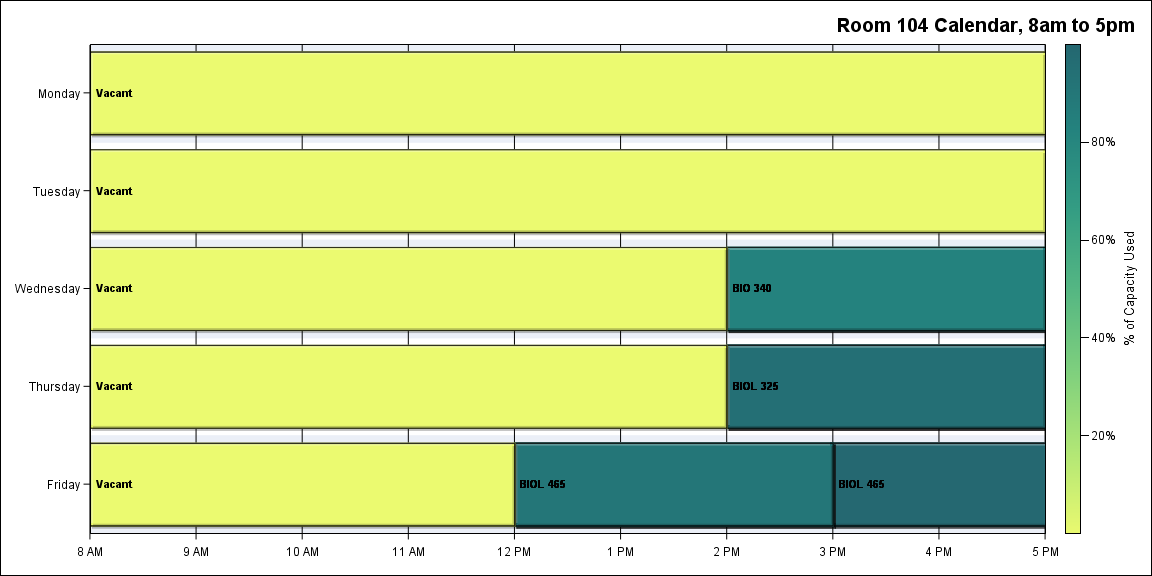 Room 104 Calendar, 8am to 5pm
Monday
Vacant
Tuesday
Vacant
Wednesday
Vacant
BIO 340
Thursday
Vacant
BIOL 325
Friday
Vacant
BIOL 465
BIOL 465
8 AM
9 AM
10 AM
11 AM
12 PM
1 PM
2 PM
3 PM
4 PM
5 PM
80%
60%
40%
20%
% of Capacity Used